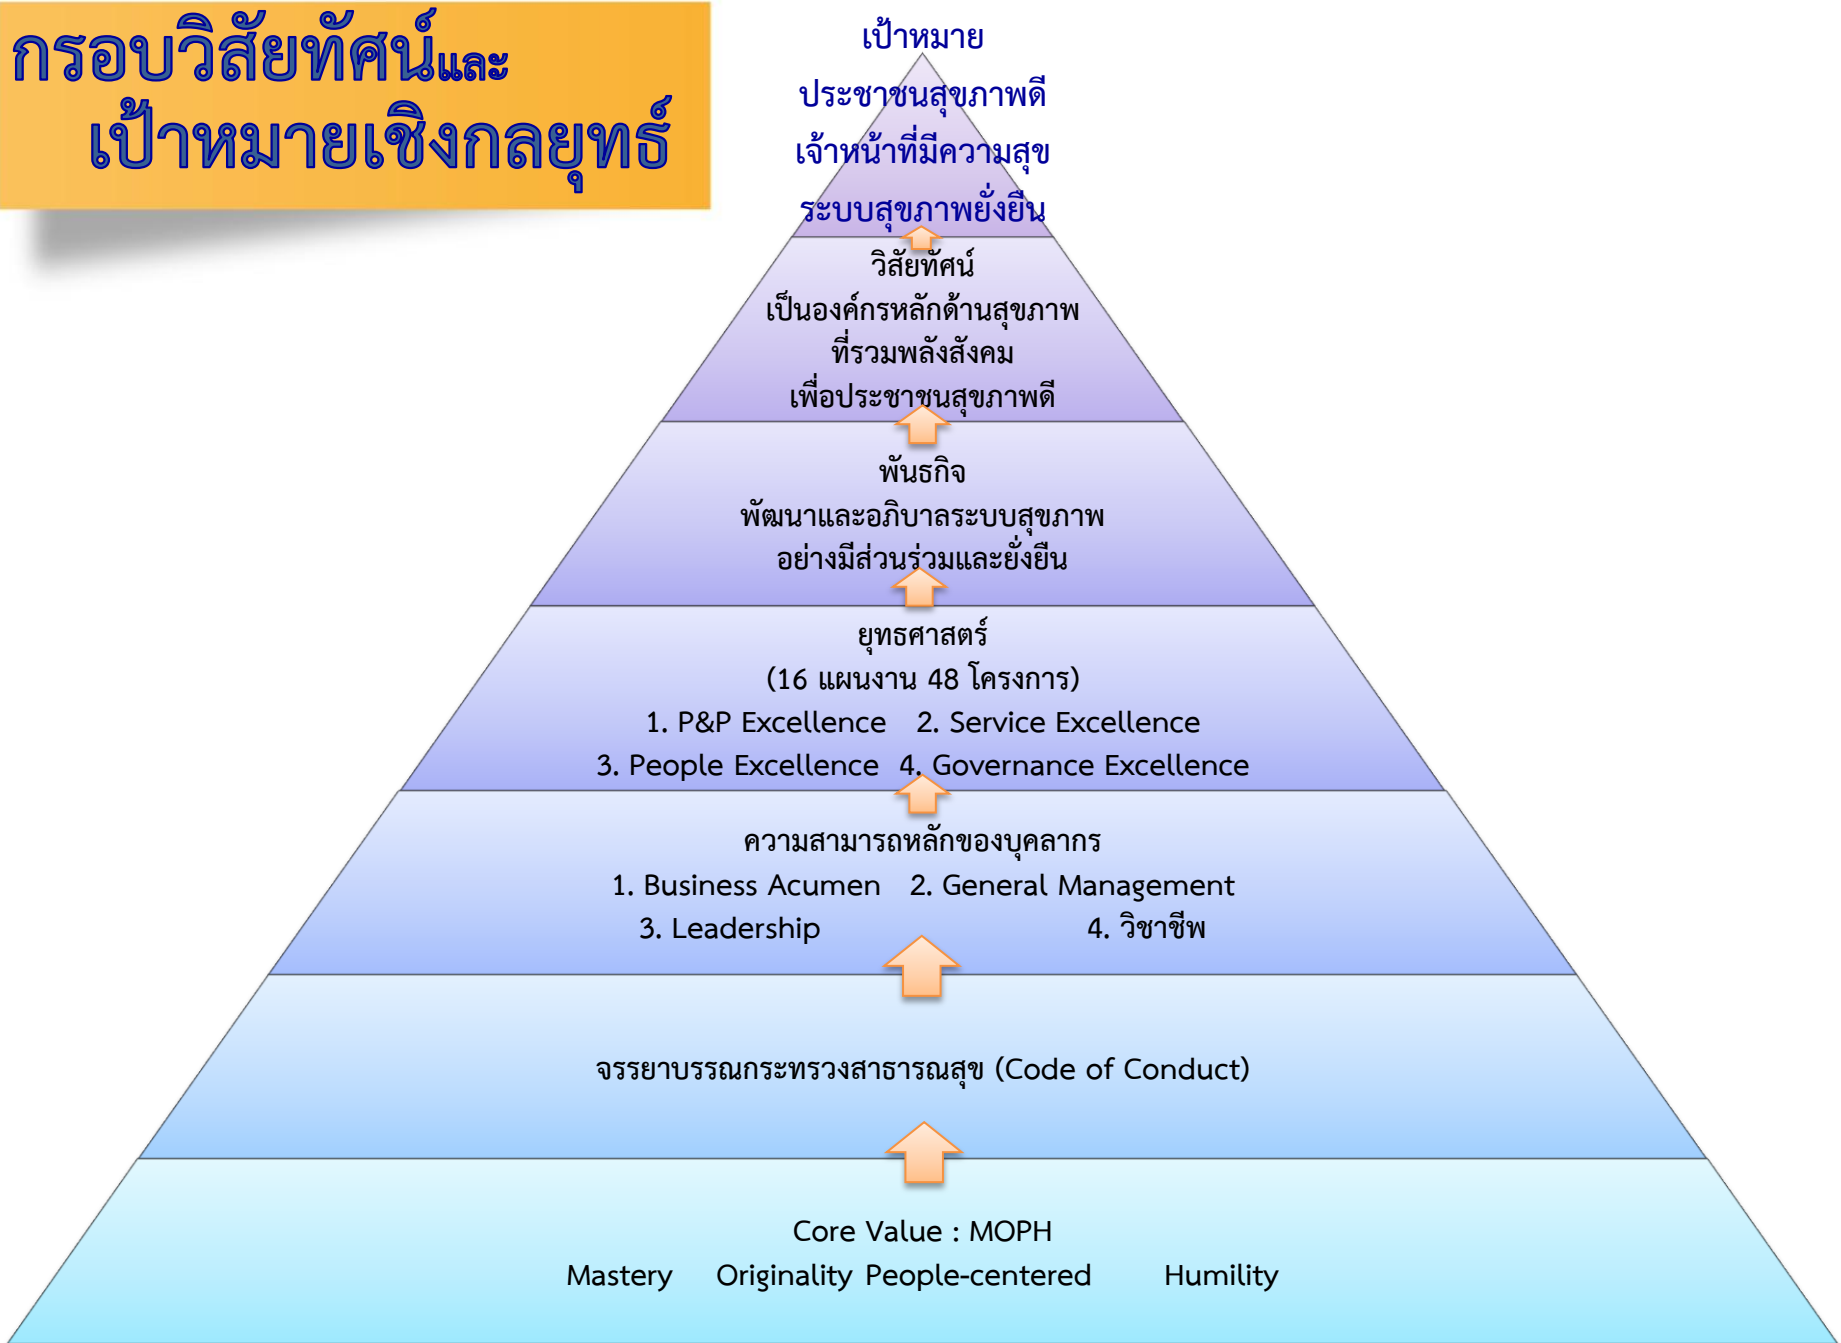 กรอบวิสัยทัศน์และ
เป้าหมายเชิงกลยุทธ์
เป้าหมาย
ประชาชนสุขภาพดี
เจ้าหน้าที่มีความสุข
ระบบสุขภาพยั่งยืน
วิสัยทัศน์
เป็นองค์กรหลักด้านสุขภาพ
ที่รวมพลังสังคม
เพื่อประชาชนสุขภาพดี
พันธกิจ
พัฒนาและอภิบาลระบบสุขภาพ
อย่างมีส่วนร่วมและยั่งยืน
ยุทธศาสตร์
(16 แผนงาน 48 โครงการ)
1. P&P Excellence 2. Service Excellence
3. People Excellence 4. Governance Excellence
ความสามารถหลักของบุคลากร
1. Business Acumen 2. General Management
3. Leadership 4. วิชาชีพ
จรรยาบรรณกระทรวงสาธารณสุข (Code of Conduct)
Core Value : MOPH
Mastery Originality People-centered Humility